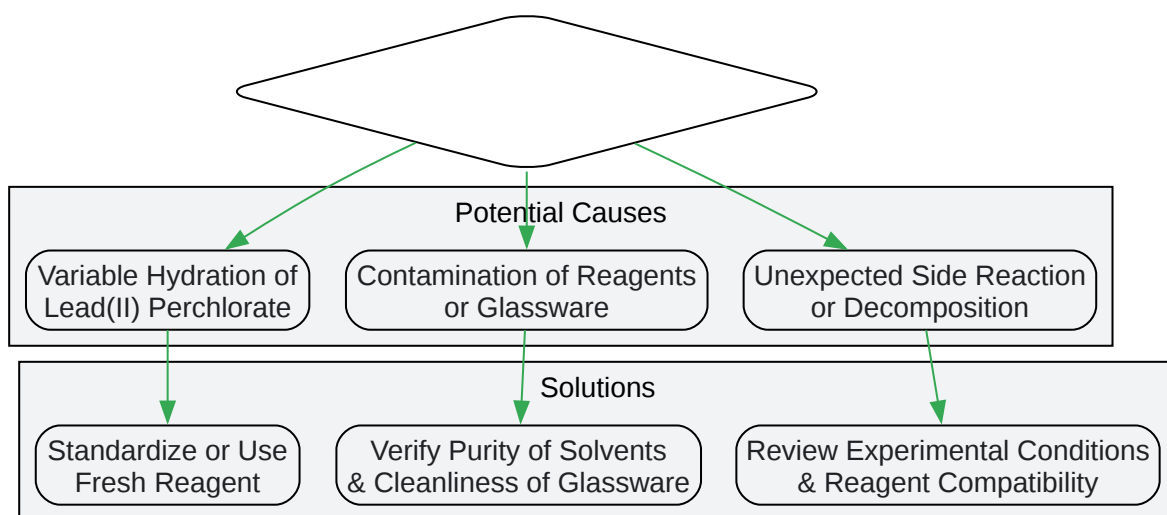 Potential Causes
Variable Hydration of
Lead(II) Perchlorate
Contamination of Reagents
or Glassware
Unexpected Side Reaction
or Decomposition
Solutions
Standardize or Use
Fresh Reagent
Verify Purity of Solvents
& Cleanliness of Glassware
Review Experimental Conditions
& Reagent Compatibility